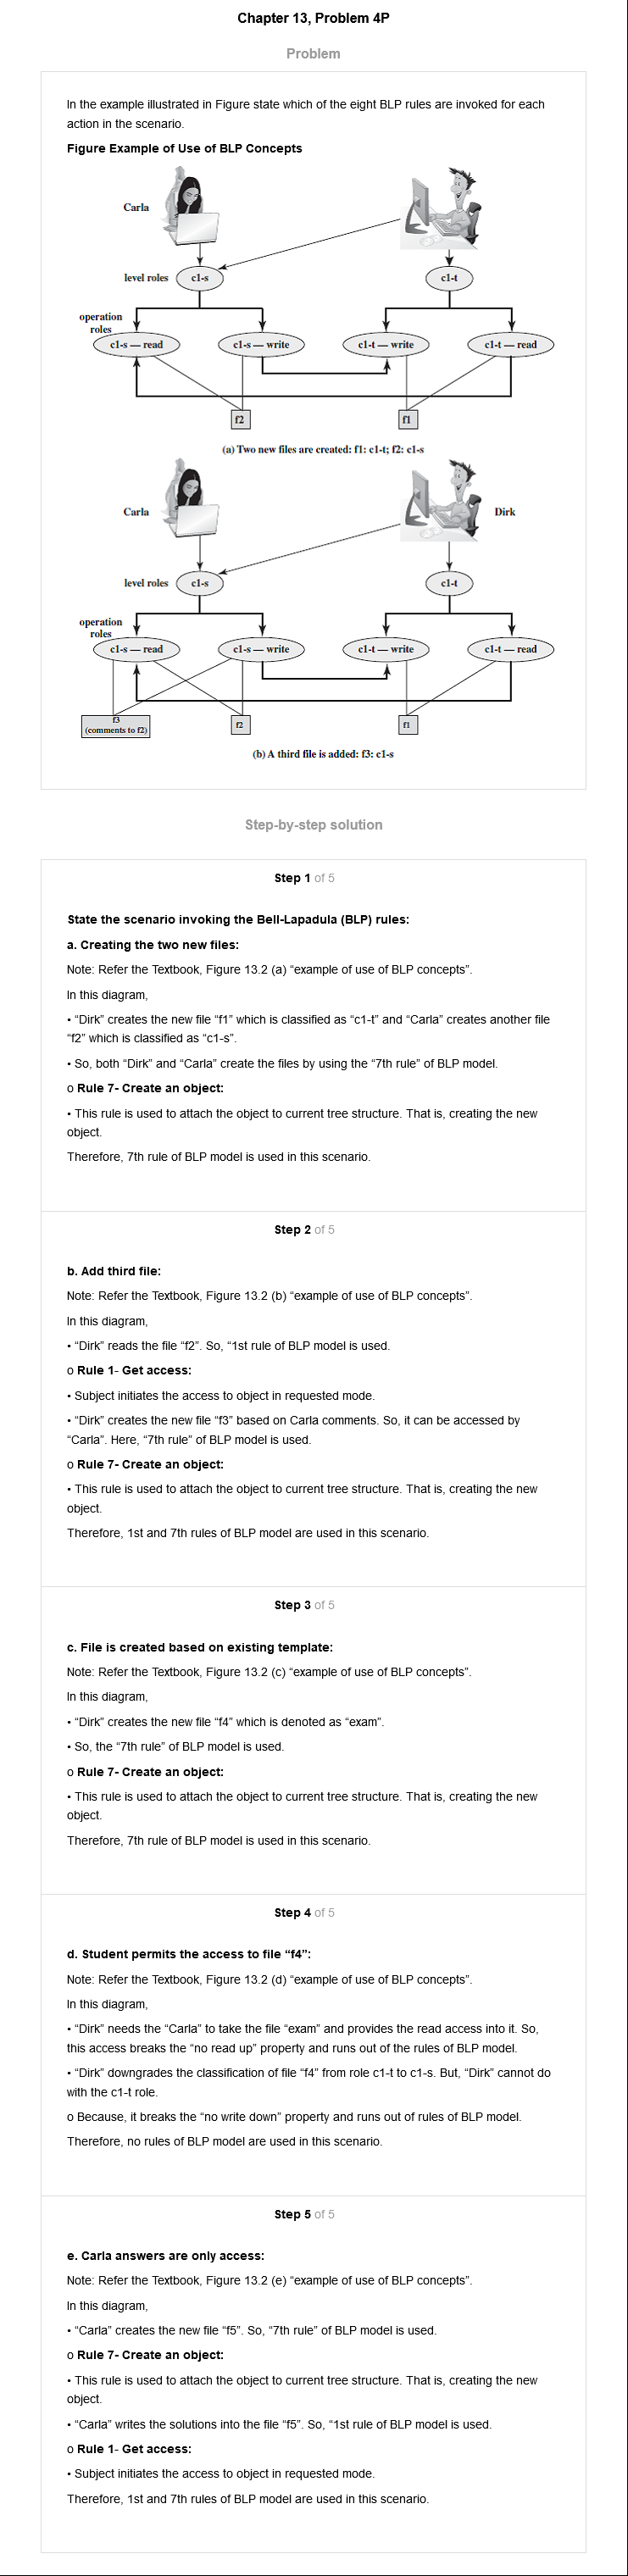 Chapter 13, Problem 4P
Problem
In the example illustrated in Figure state which of the eight BLP rules are invoked for each
action in the scenario.
Figure Example of Use of BLP Concepts
Carla
level roles
c1-s
c1-t
operation
roles
c1-s — read
c1-s — write
c1-t — write
c1-t — read
f2
f1
(a) Two new files are created: f1: c1-t; f2: c1-s
Carla
Dirk
level roles
c1-s
c1-t
operation
roles
c1-s — read
c1-s — write
c1-t — write
c1-t — read
f3
(comments to f2)
f2
f1
(b) A third file is added: f3: c1-s
Step-by-step solution
Step 1 of 5
State the scenario invoking the Bell-Lapadula (BLP) rules:
a. Creating the two new files:
Note: Refer the Textbook, Figure 13.2 (a) “example of use of BLP concepts”.
In this diagram,
• “Dirk” creates the new file “f1” which is classified as “c1-t” and “Carla” creates another file
“f2” which is classified as “c1-s”.
• So, both “Dirk” and “Carla” create the files by using the “7th rule” of BLP model.
o Rule 7- Create an object:
• This rule is used to attach the object to current tree structure. That is, creating the new
object.
Therefore, 7th rule of BLP model is used in this scenario.
Step 2 of 5
b. Add third file:
Note: Refer the Textbook, Figure 13.2 (b) “example of use of BLP concepts”.
In this diagram,
• “Dirk” reads the file “f2”. So, “1st rule of BLP model is used.
o Rule 1- Get access:
• Subject initiates the access to object in requested mode.
• “Dirk” creates the new file “f3” based on Carla comments. So, it can be accessed by
“Carla”. Here, “7th rule” of BLP model is used.
o Rule 7- Create an object:
• This rule is used to attach the object to current tree structure. That is, creating the new
object.
Therefore, 1st and 7th rules of BLP model are used in this scenario.
Step 3 of 5
c. File is created based on existing template:
Note: Refer the Textbook, Figure 13.2 (c) “example of use of BLP concepts”.
In this diagram,
• “Dirk” creates the new file “f4” which is denoted as “exam”.
• So, the “7th rule” of BLP model is used.
o Rule 7- Create an object:
• This rule is used to attach the object to current tree structure. That is, creating the new
object.
Therefore, 7th rule of BLP model is used in this scenario.
Step 4 of 5
d. Student permits the access to file “f4”:
Note: Refer the Textbook, Figure 13.2 (d) “example of use of BLP concepts”.
In this diagram,
• “Dirk” needs the “Carla” to take the file “exam” and provides the read access into it. So,
this access breaks the “no read up” property and runs out of the rules of BLP model.
• “Dirk” downgrades the classification of file “f4” from role c1-t to c1-s. But, “Dirk” cannot do
with the c1-t role.
o Because, it breaks the “no write down” property and runs out of rules of BLP model.
Therefore, no rules of BLP model are used in this scenario.
Step 5 of 5
e. Carla answers are only access:
Note: Refer the Textbook, Figure 13.2 (e) “example of use of BLP concepts”.
In this diagram,
• “Carla” creates the new file “f5”. So, “7th rule” of BLP model is used.
o Rule 7- Create an object:
• This rule is used to attach the object to current tree structure. That is, creating the new
object.
• “Carla” writes the solutions into the file “f5”. So, “1st rule of BLP model is used.
o Rule 1- Get access:
• Subject initiates the access to object in requested mode.
Therefore, 1st and 7th rules of BLP model are used in this scenario.